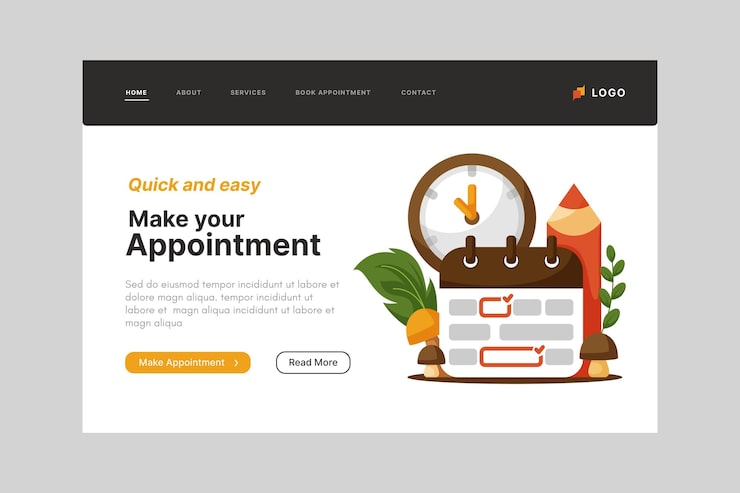 HOME ABOUT SERVICES BOOK APPOINTMENT CONTACT LOGO
Quick and easy
Make your
Appointment
Sed do eiusmod tempor incididunt ut labore et
dolore magn aliqua. tempor incididunt ut
labore et magn aliqua incididunt ut labore et
magn aliqua
Make Appointment > Read More